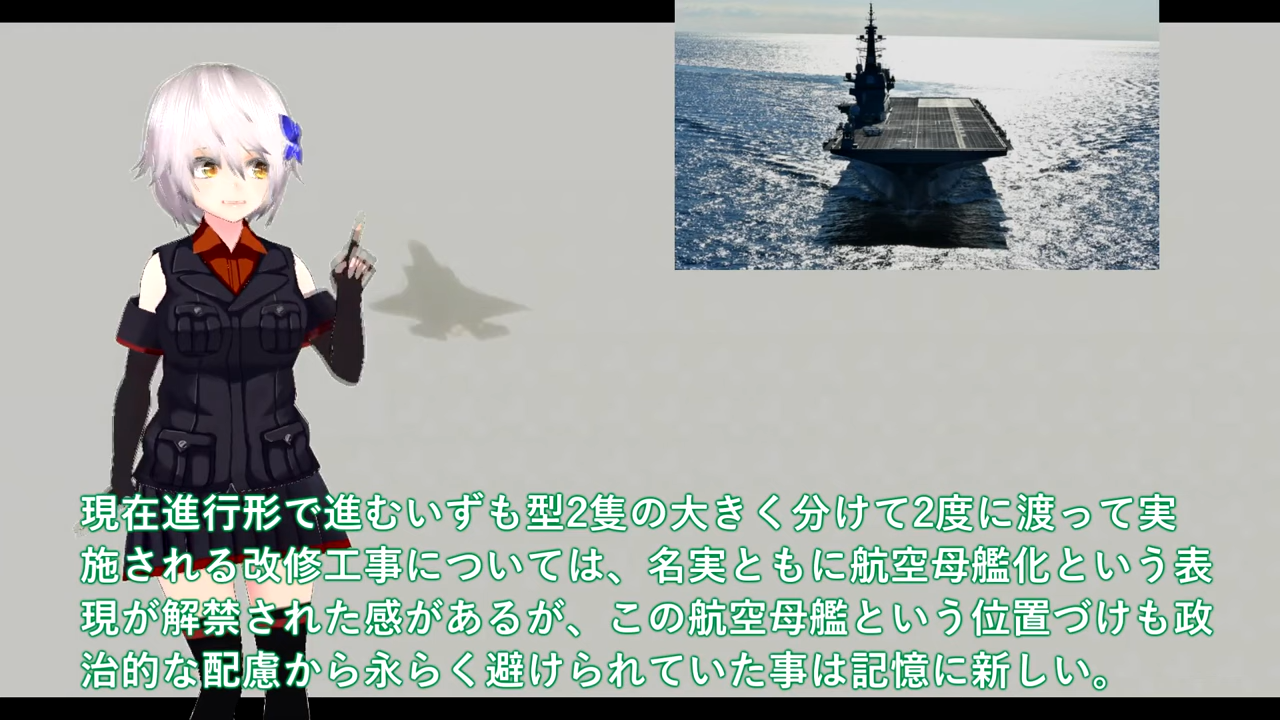 現在進行形で進むいずも型2隻の大きく分けて2度に渡って実
施される改修工事については、名実ともに航空母艦化という表
現が解禁された感があるが、この航空母艦という位置づけも政
治的な配慮から永らく避けられていた事は記憶に新しい。